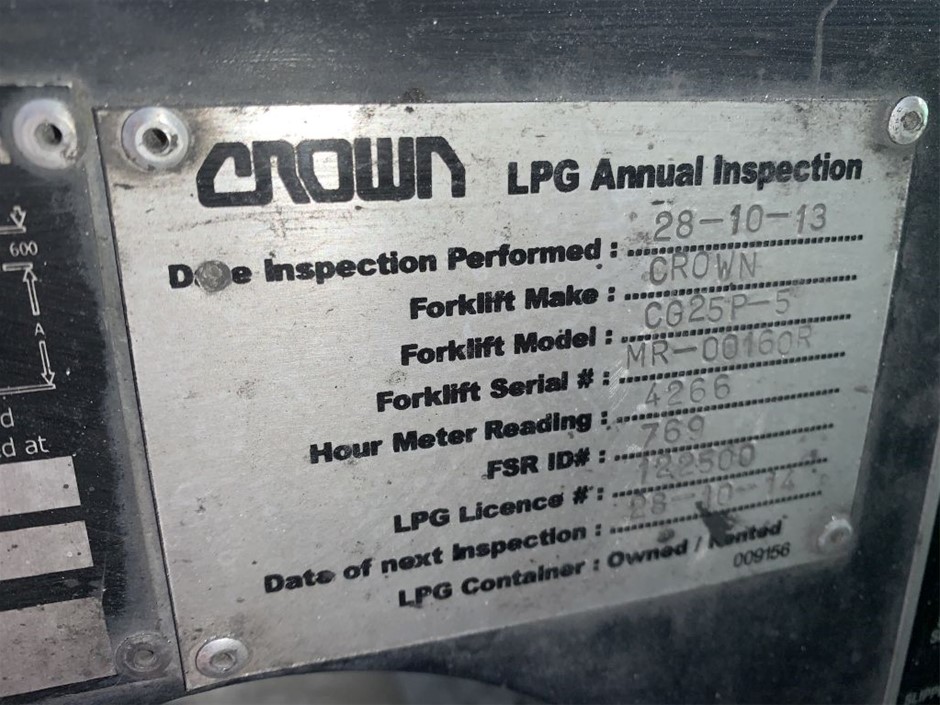 CROWN LPG Annual Inspection
Date Inspection Performed : 28-10-13
Forklift Make : CROWN
Forklift Model : CG25P-5
Forklift Serial # : MR-00160R
Hour Meter Reading : 4266
FSR ID# : 769
LPG Licence # : 122500
Date of next Inspection : 28-10-14
LPG Container : Owned / Rented
009156
600
A
d
d at